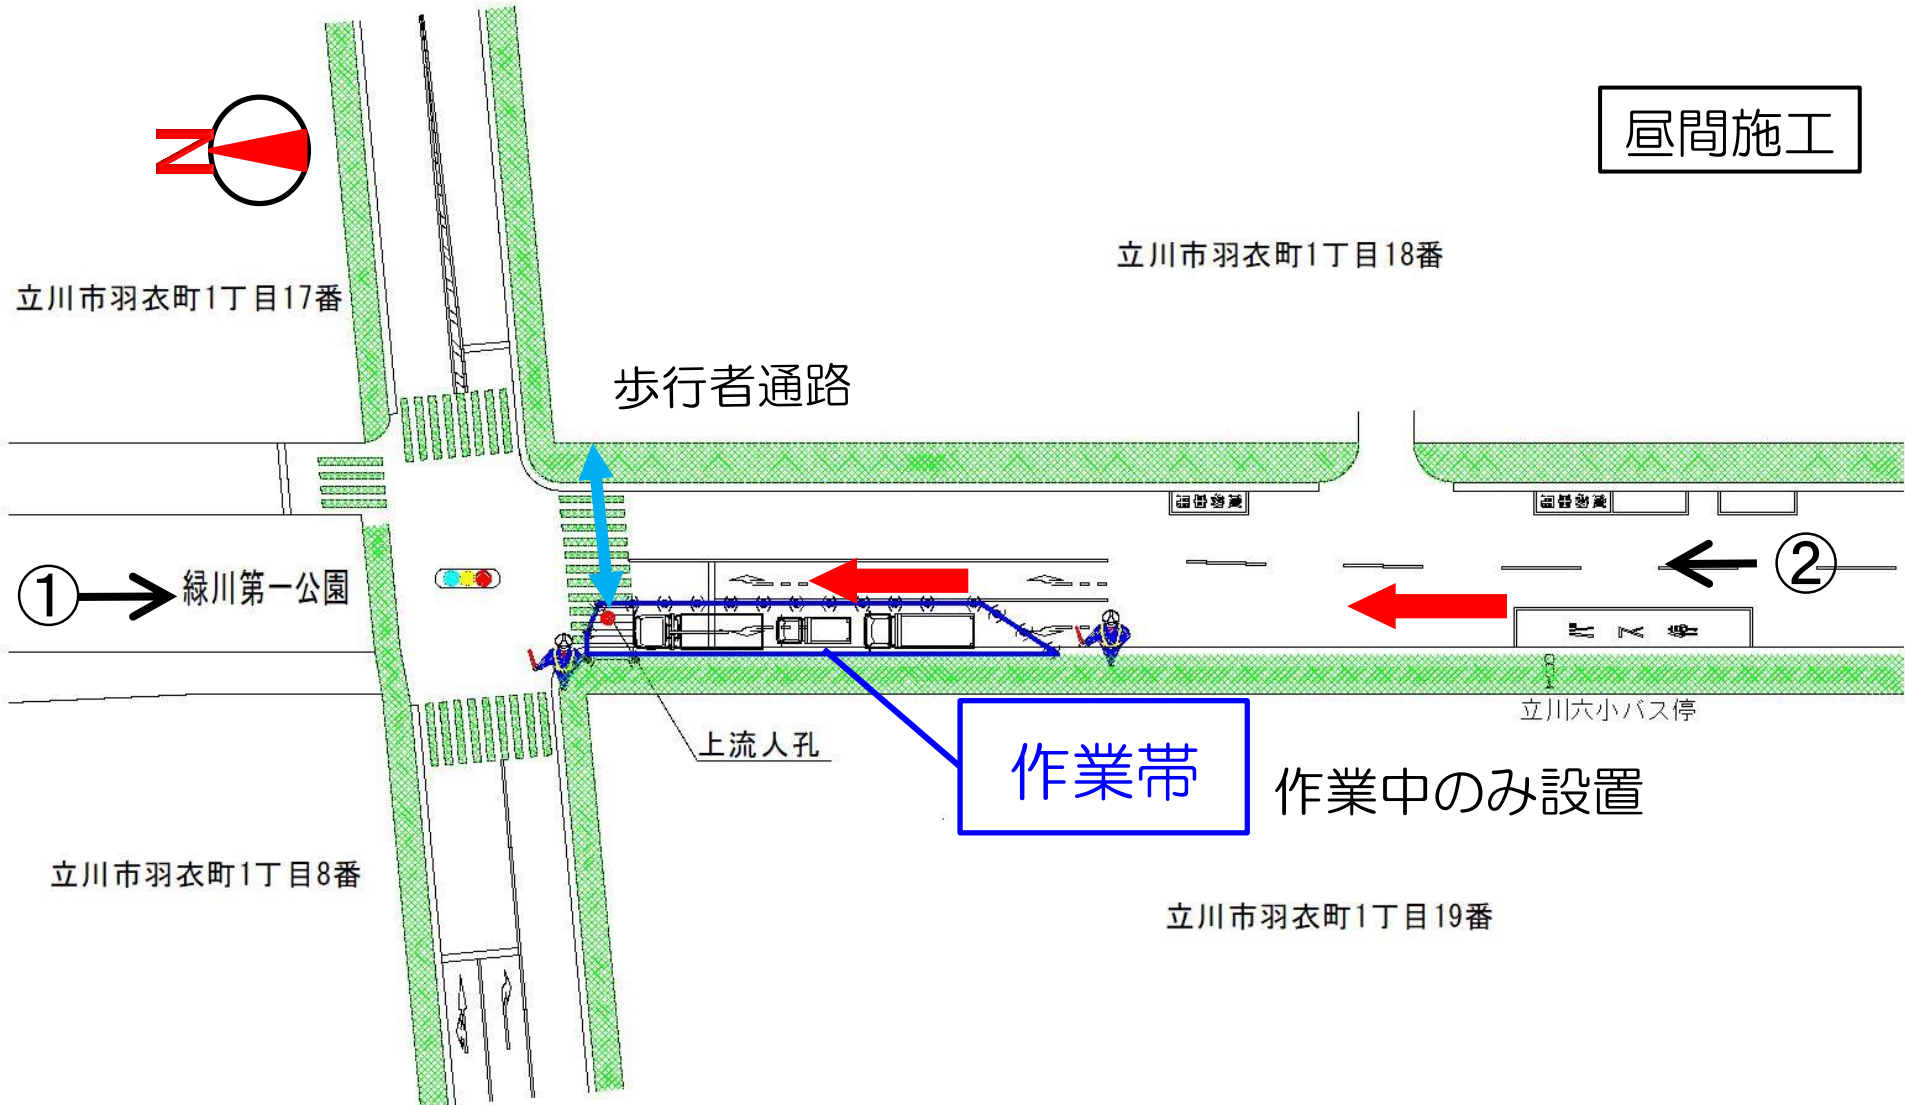 昼間施工
N
立川市羽衣町1丁目18番
立川市羽衣町1丁目17番
歩行者通路
①
緑川第一公園
②
立川六小バス停
上流人孔
作業帯
作業中のみ設置
立川市羽衣町1丁目8番
立川市羽衣町1丁目19番